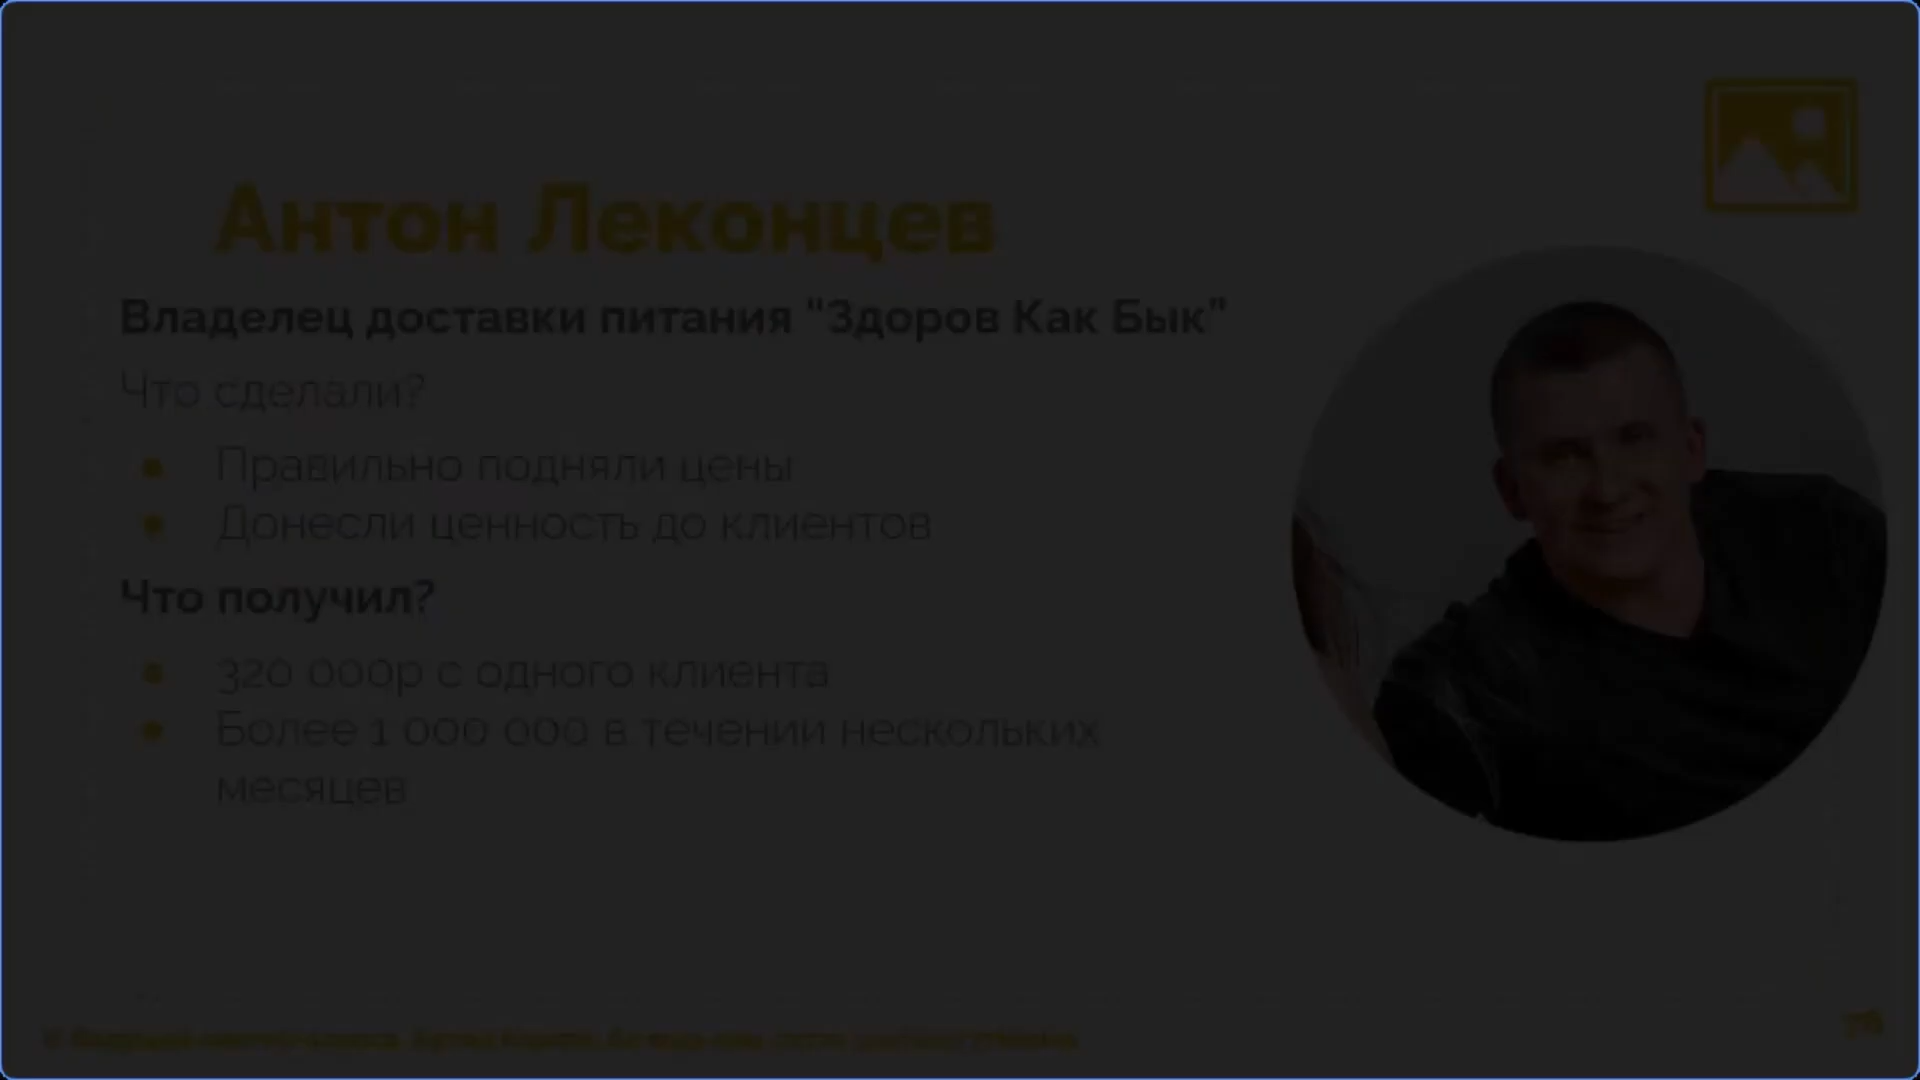 Антон Леконцев
Владелец доставки питания "Здоров Как Бык"
Что сделали?
Правильно подняли цены
Донесли ценность до клиентов
Что получил?
320 000р с одного клиента
Более 1 000 000 в течении нескольких
месяцев